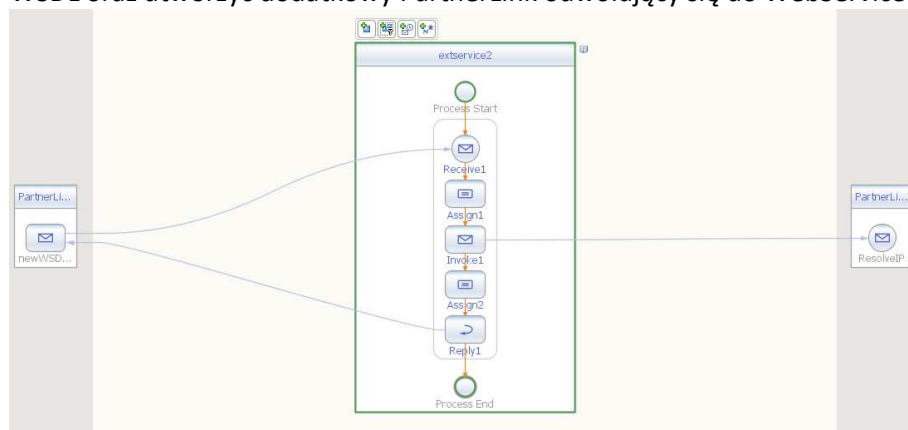 WSDL oraz utworzyć dodatkowy PartnerLink odwołujący się do WebService
extservice2
Process Start
Receive1
PartnerLi...
PartnerLi...
Assign1
newWSD...
Invoke1
ResolveIP
Assign2
Reply1
Process End